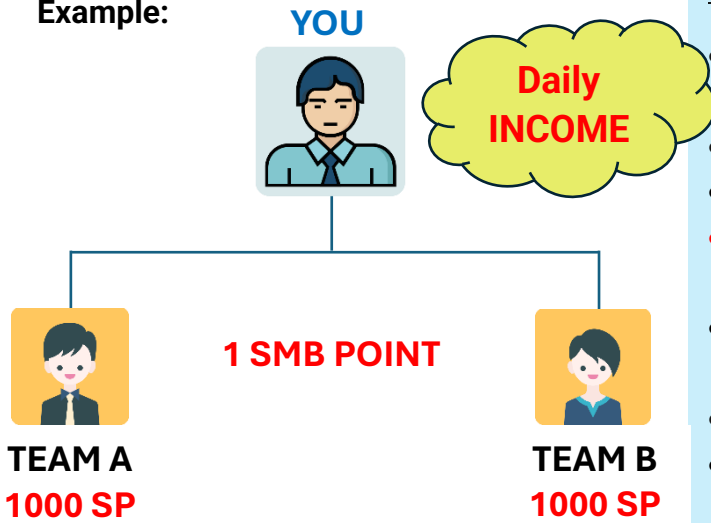 Example:
YOU
Daily
INCOME
1 SMB POINT
TEAM A
1000 SP
TEAM B
1000 SP